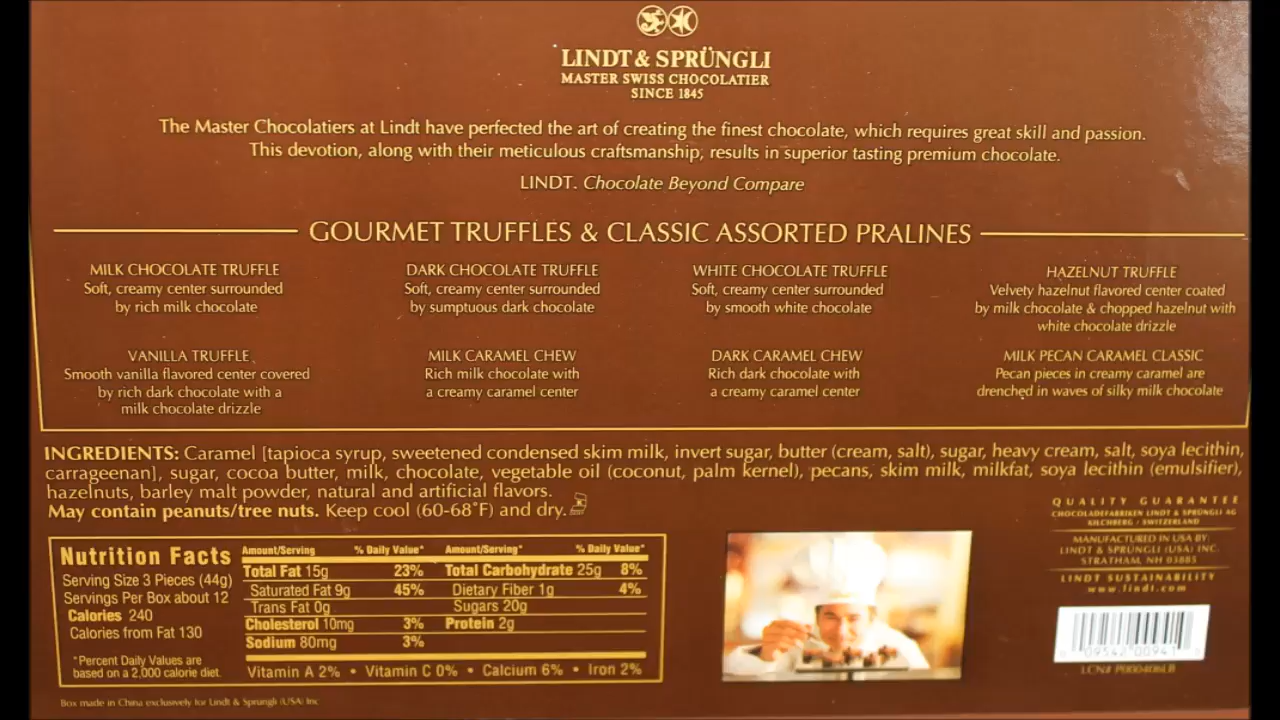 LINDT & SPRÜNGLI
MASTER SWISS CHOCOLATIER
SINCE 1845
The Master Chocolatiers at Lindt have perfected the art of creating the finest chocolate, which requires great skill and passion.
This devotion, along with their meticulous craftsmanship, results in superior tasting premium chocolate.
LINDT. Chocolate Beyond Compare
GOURMET TRUFFLES & CLASSIC ASSORTED PRALINES
MILK CHOCOLATE TRUFFLE
Soft, creamy center surrounded
by rich milk chocolate
DARK CHOCOLATE TRUFFLE
Soft, creamy center surrounded
by sumptuous dark chocolate
WHITE CHOCOLATE TRUFFLE
Soft, creamy center surrounded
by smooth white chocolate
HAZELNUT TRUFFLE
Velvety hazelnut flavored center coated
by milk chocolate & chopped hazelnut with
white chocolate drizzle
VANILLA TRUFFLE
Smooth vanilla flavored center covered
by rich dark chocolate with a
milk chocolate drizzle
MILK CARAMEL CHEW
Rich milk chocolate with
a creamy caramel center
DARK CARAMEL CHEW
Rich dark chocolate with
a creamy caramel center
MILK PECAN CARAMEL CLASSIC
Pecan pieces in creamy caramel are
drenched in waves of silky milk chocolate
INGREDIENTS: Caramel [tapioca syrup, sweetened condensed skim milk, invert sugar, butter (cream, salt), sugar, heavy cream, salt, soya lecithin,
carrageenan], sugar, cocoa butter, milk, chocolate, vegetable oil (coconut, palm kernel), pecans, skim milk, milkfat, soya lecithin (emulsifier),
hazelnuts, barley malt powder, natural and artificial flavors.
May contain peanuts/tree nuts. Keep cool (60-68°F) and dry.
Nutrition Facts
Serving Size 3 Pieces (44g)
Servings Per Box about 12
Calories 240
Calories from Fat 130
*Percent Daily Values are
based on a 2,000 calorie diet.
Amount/Serving % Daily Value* Amount/Serving* % Daily Value*
Total Fat 15g 23% Total Carbohydrate 25g 8%
Saturated Fat 9g 45% Dietary Fiber 1g 4%
Trans Fat 0g Sugars 20g
Cholesterol 10mg 3% Protein 2g
Sodium 80mg 3%
Vitamin A 2% • Vitamin C 0% • Calcium 6% • Iron 2%
QUALITY GUARANTEE
CHOCOLADEFABRIKEN LINDT & SPRÜNGLI AG
KILCHBERG / SWITZERLAND
MANUFACTURED IN USA BY:
LINDT & SPRÜNGLI (USA) INC.
STRATHAM, NH 03885
LINDT SUSTAINABILITY
www.lindt.com
Box made in China exclusively for Lindt & Sprüngli (USA) Inc